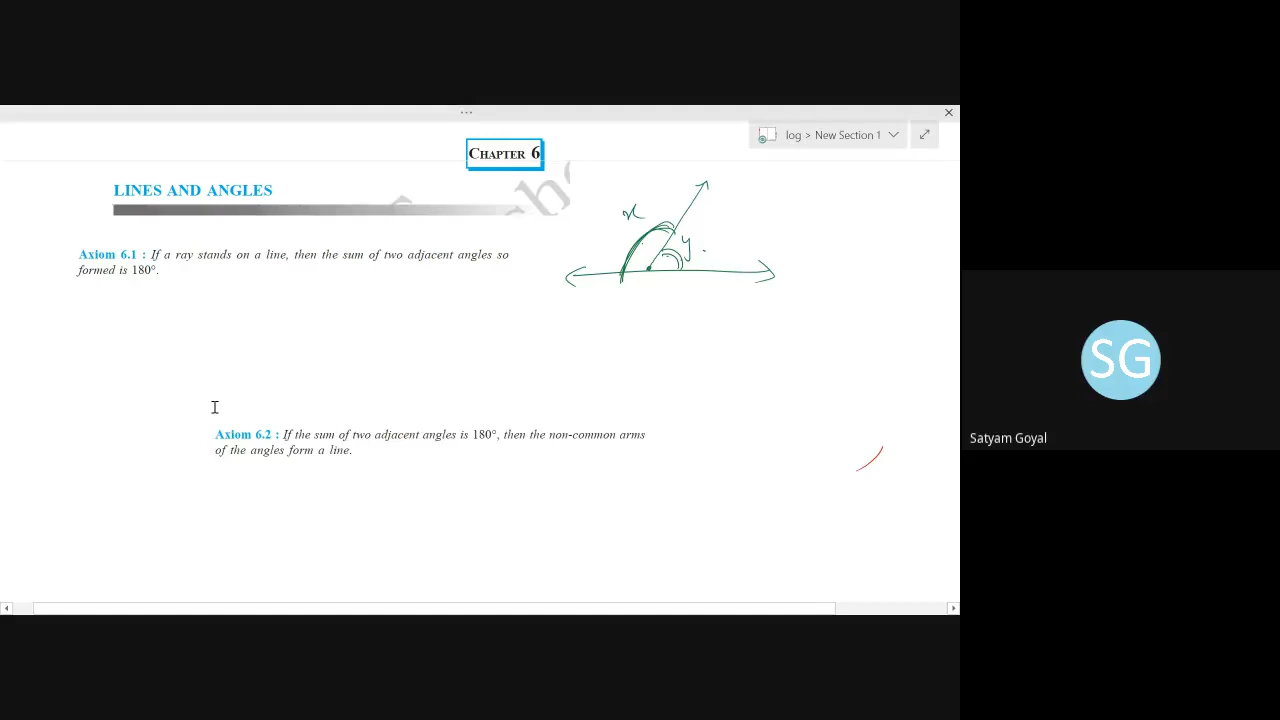 ...
log > New Section 1
CHAPTER 6
LINES AND ANGLES
x
y
Axiom 6.1 : If a ray stands on a line, then the sum of two adjacent angles so
formed is 180°.
SG
Satyam Goyal
Axiom 6.2 : If the sum of two adjacent angles is 180°, then the non-common arms
of the angles form a line.